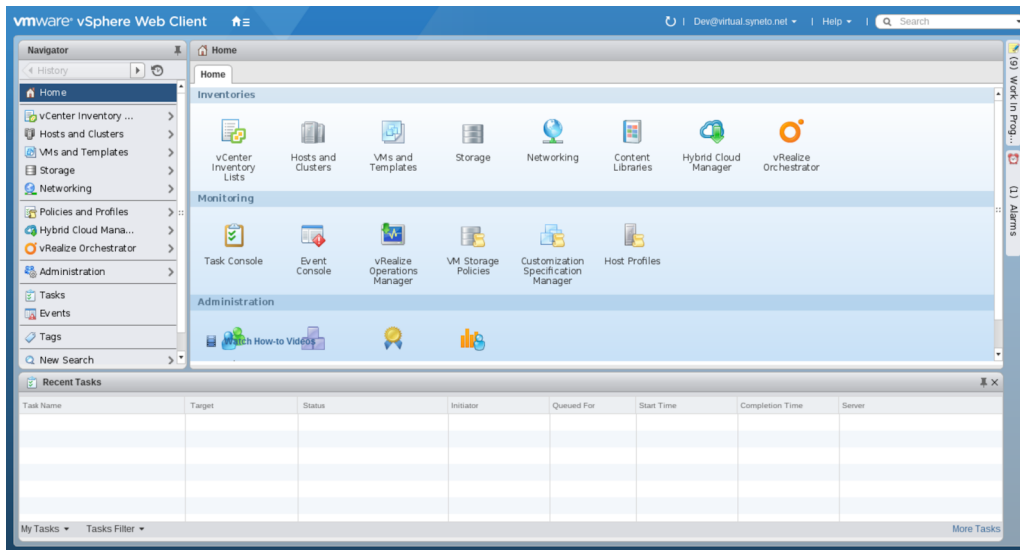 vmware® vSphere Web Client
Dev@virtual.syneto.net
Help
Search
Navigator
History
Home
vCenter Inventory ...
Hosts and Clusters
VMs and Templates
Storage
Networking
Policies and Profiles
Hybrid Cloud Mana...
vRealize Orchestrator
Administration
Tasks
Events
Tags
New Search
Home
Home
Inventories
vCenter
Inventory
Lists
Hosts and
Clusters
VMs and
Templates
Storage
Networking
Content
Libraries
Hybrid Cloud
Manager
vRealize
Orchestrator
Monitoring
Task Console
Event
Console
vRealize
Operations
Manager
VM Storage
Policies
Customization
Specification
Manager
Host Profiles
Administration
Watch How-to Videos
(9) Work In Prog...
(1) Alarms
Recent Tasks
Task Name Target Status Initiator Queued For Start Time Completion Time Server
My Tasks Tasks Filter More Tasks